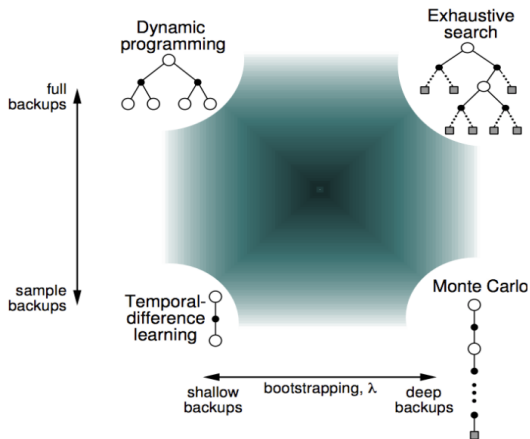 Dynamic
programming
Exhaustive
search
full
backups
sample
backups
Temporal-
difference
learning
Monte Carlo
shallow
backups
bootstrapping, λ
deep
backups